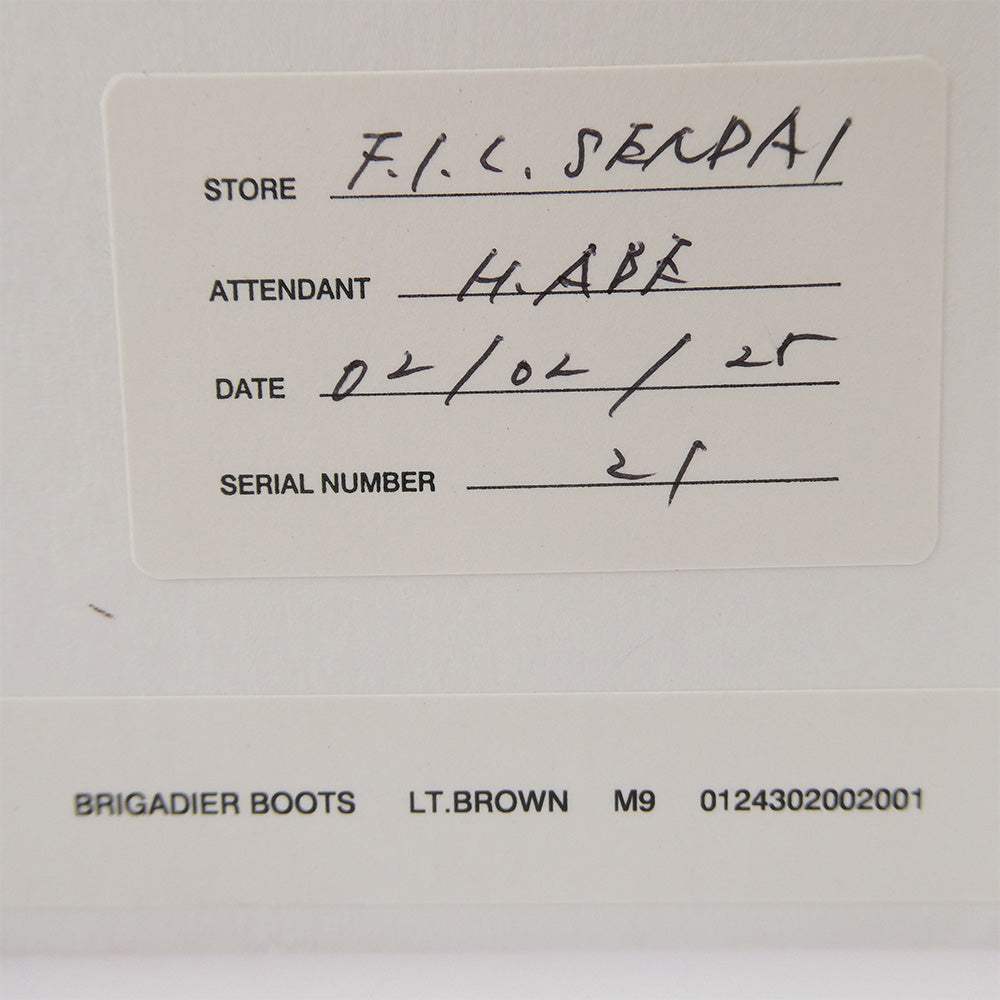 STORE F.I.L. SENDAI
ATTENDANT H. ABE
DATE 02/02/25
SERIAL NUMBER 21
BRIGADIER BOOTS LT.BROWN M9 0124302002001